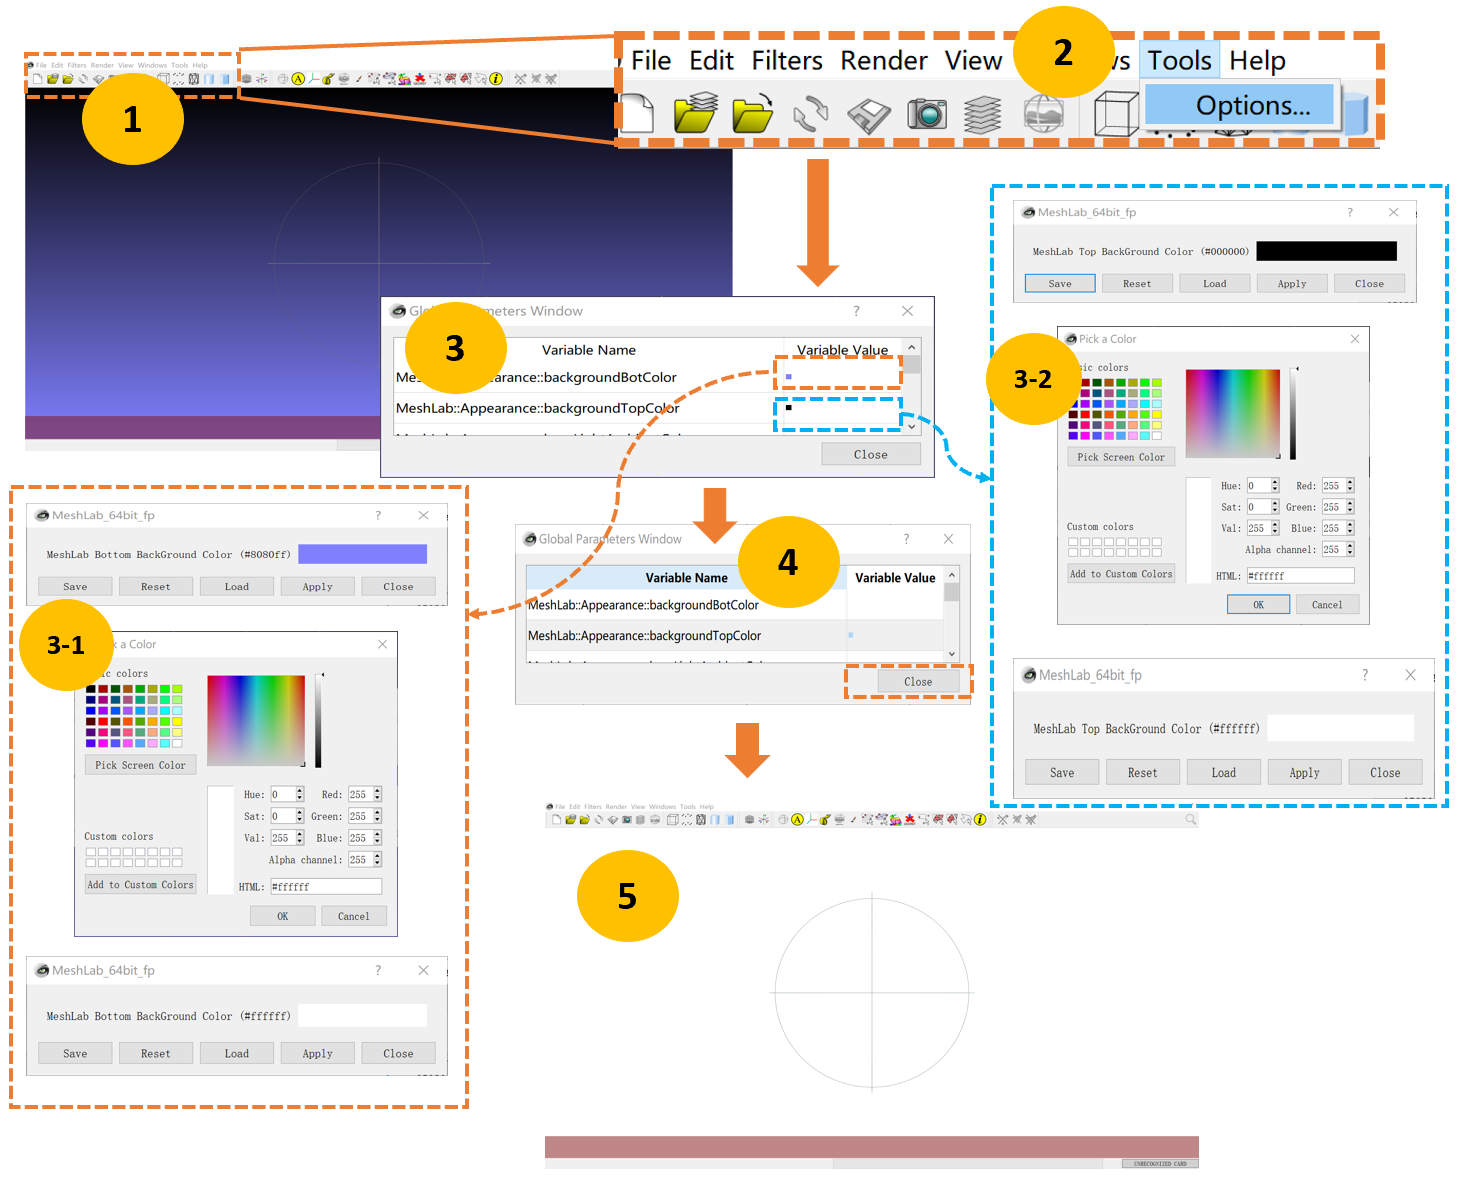 File Edit Filters Render View Windows Tools Help
1
File Edit Filters Render View
2
ws Tools Help
Options...
3
Global Parameters Window
?
Variable Name Variable Value
MeshLab::Appearance::backgroundBotColor
MeshLab::Appearance::backgroundTopColor
Close
MeshLab_64bit_fp ?
MeshLab Top BackGround Color (#000000)
Save Reset Load Apply Close
3-2
Pick a Color
Basic colors
Pick Screen Color
Hue: 0 Red: 255
Sat: 0 Green: 255
Custom colors
Val: 255 Blue: 255
Alpha channel: 255
Add to Custom Colors
HTML: #ffffff
OK Cancel
MeshLab_64bit_fp ?
MeshLab Top BackGround Color (#ffffff)
Save Reset Load Apply Close
MeshLab_64bit_fp ?
MeshLab Bottom BackGround Color (#8080ff)
Save Reset Load Apply Close
3-1
k a Color
ic colors
Pick Screen Color
Hue: 0 Red: 255
Sat: 0 Green: 255
Custom colors
Val: 255 Blue: 255
Alpha channel: 255
Add to Custom Colors
HTML: #ffffff
OK Cancel
MeshLab_64bit_fp ?
MeshLab Bottom BackGround Color (#ffffff)
Save Reset Load Apply Close
4
Global Parameters Window ?
Variable Name Variable Value
MeshLab::Appearance::backgroundBotColor
MeshLab::Appearance::backgroundTopColor
Close
File Edit Filters Render View Windows Tools Help
5
UNRECOGNIZED CARD